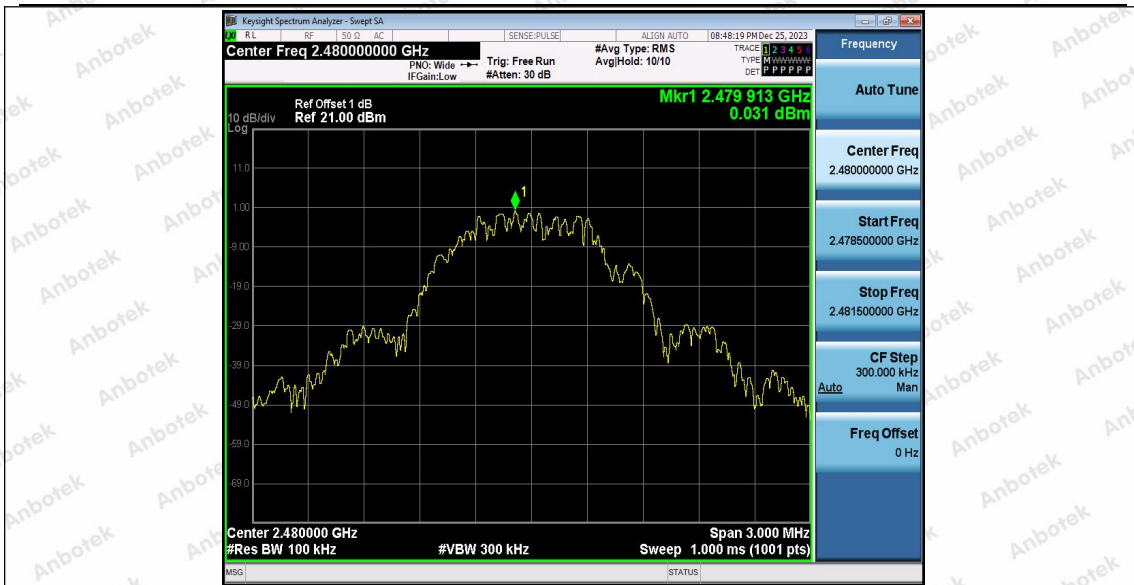 Keysight Spectrum Analyzer - Swept SA
LXI RL RF 50 Ω AC SENSE:PULSE ALIGN AUTO 08:48:19 PM Dec 25, 2023
Center Freq 2.480000000 GHz
PNO: Wide
IFGain:Low
Trig: Free Run
#Atten: 30 dB
#Avg Type: RMS
Avg|Hold: 10/10
TRACE 1 2 3 4 5 6
TYPE M WWWWW
DET P P P P P P
Frequency
Auto Tune
Center Freq
2.480000000 GHz
Start Freq
2.478500000 GHz
Stop Freq
2.481500000 GHz
CF Step
300.000 kHz
Auto Man
Freq Offset
0 Hz
Ref Offset 1 dB
10 dB/div Ref 21.00 dBm
Log
Mkr1 2.479 913 GHz
0.031 dBm
11.0
1.00
-9.00
-19.0
-29.0
-39.0
-49.0
-59.0
-69.0
1
Center 2.480000 GHz Span 3.000 MHz
#Res BW 100 kHz #VBW 300 kHz Sweep 1.000 ms (1001 pts)
MSG STATUS
Anbotek